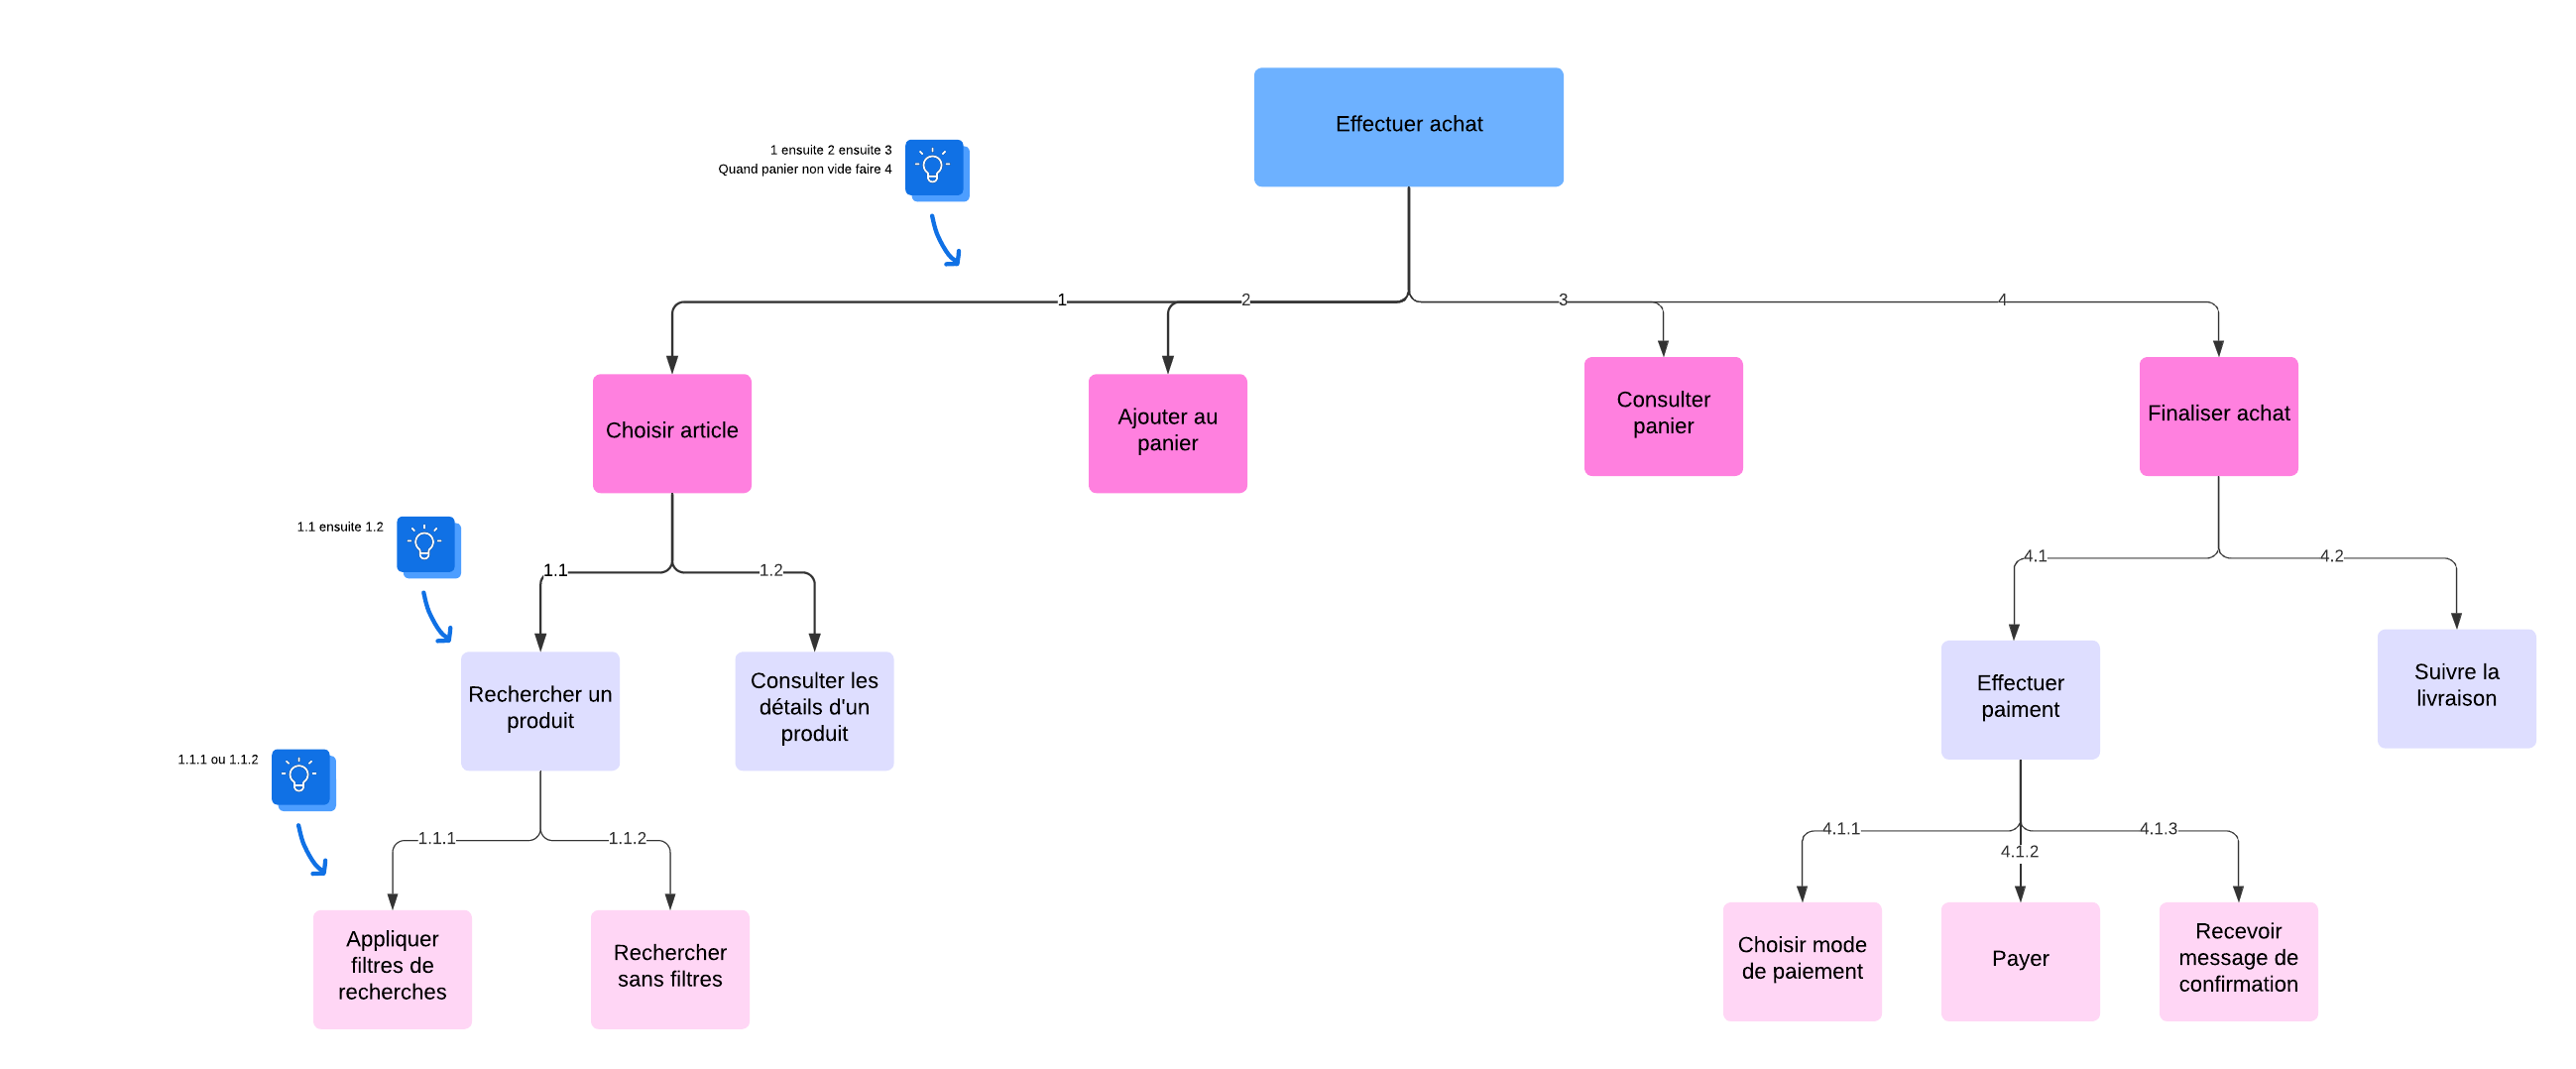 Effectuer achat
1 ensuite 2 ensuite 3
Quand panier non vide faire 4
1
2
3
4
Choisir article
Ajouter au
panier
Consulter
panier
Finaliser achat
1.1 ensuite 1.2
1.1
1.2
4.1
4.2
Rechercher un
produit
Consulter les
détails d'un
produit
Effectuer
paiment
Suivre la
livraison
1.1.1 ou 1.1.2
1.1.1
1.1.2
4.1.1
4.1.2
4.1.3
Appliquer
filtres de
recherches
Rechercher
sans filtres
Choisir mode
de paiement
Payer
Recevoir
message de
confirmation